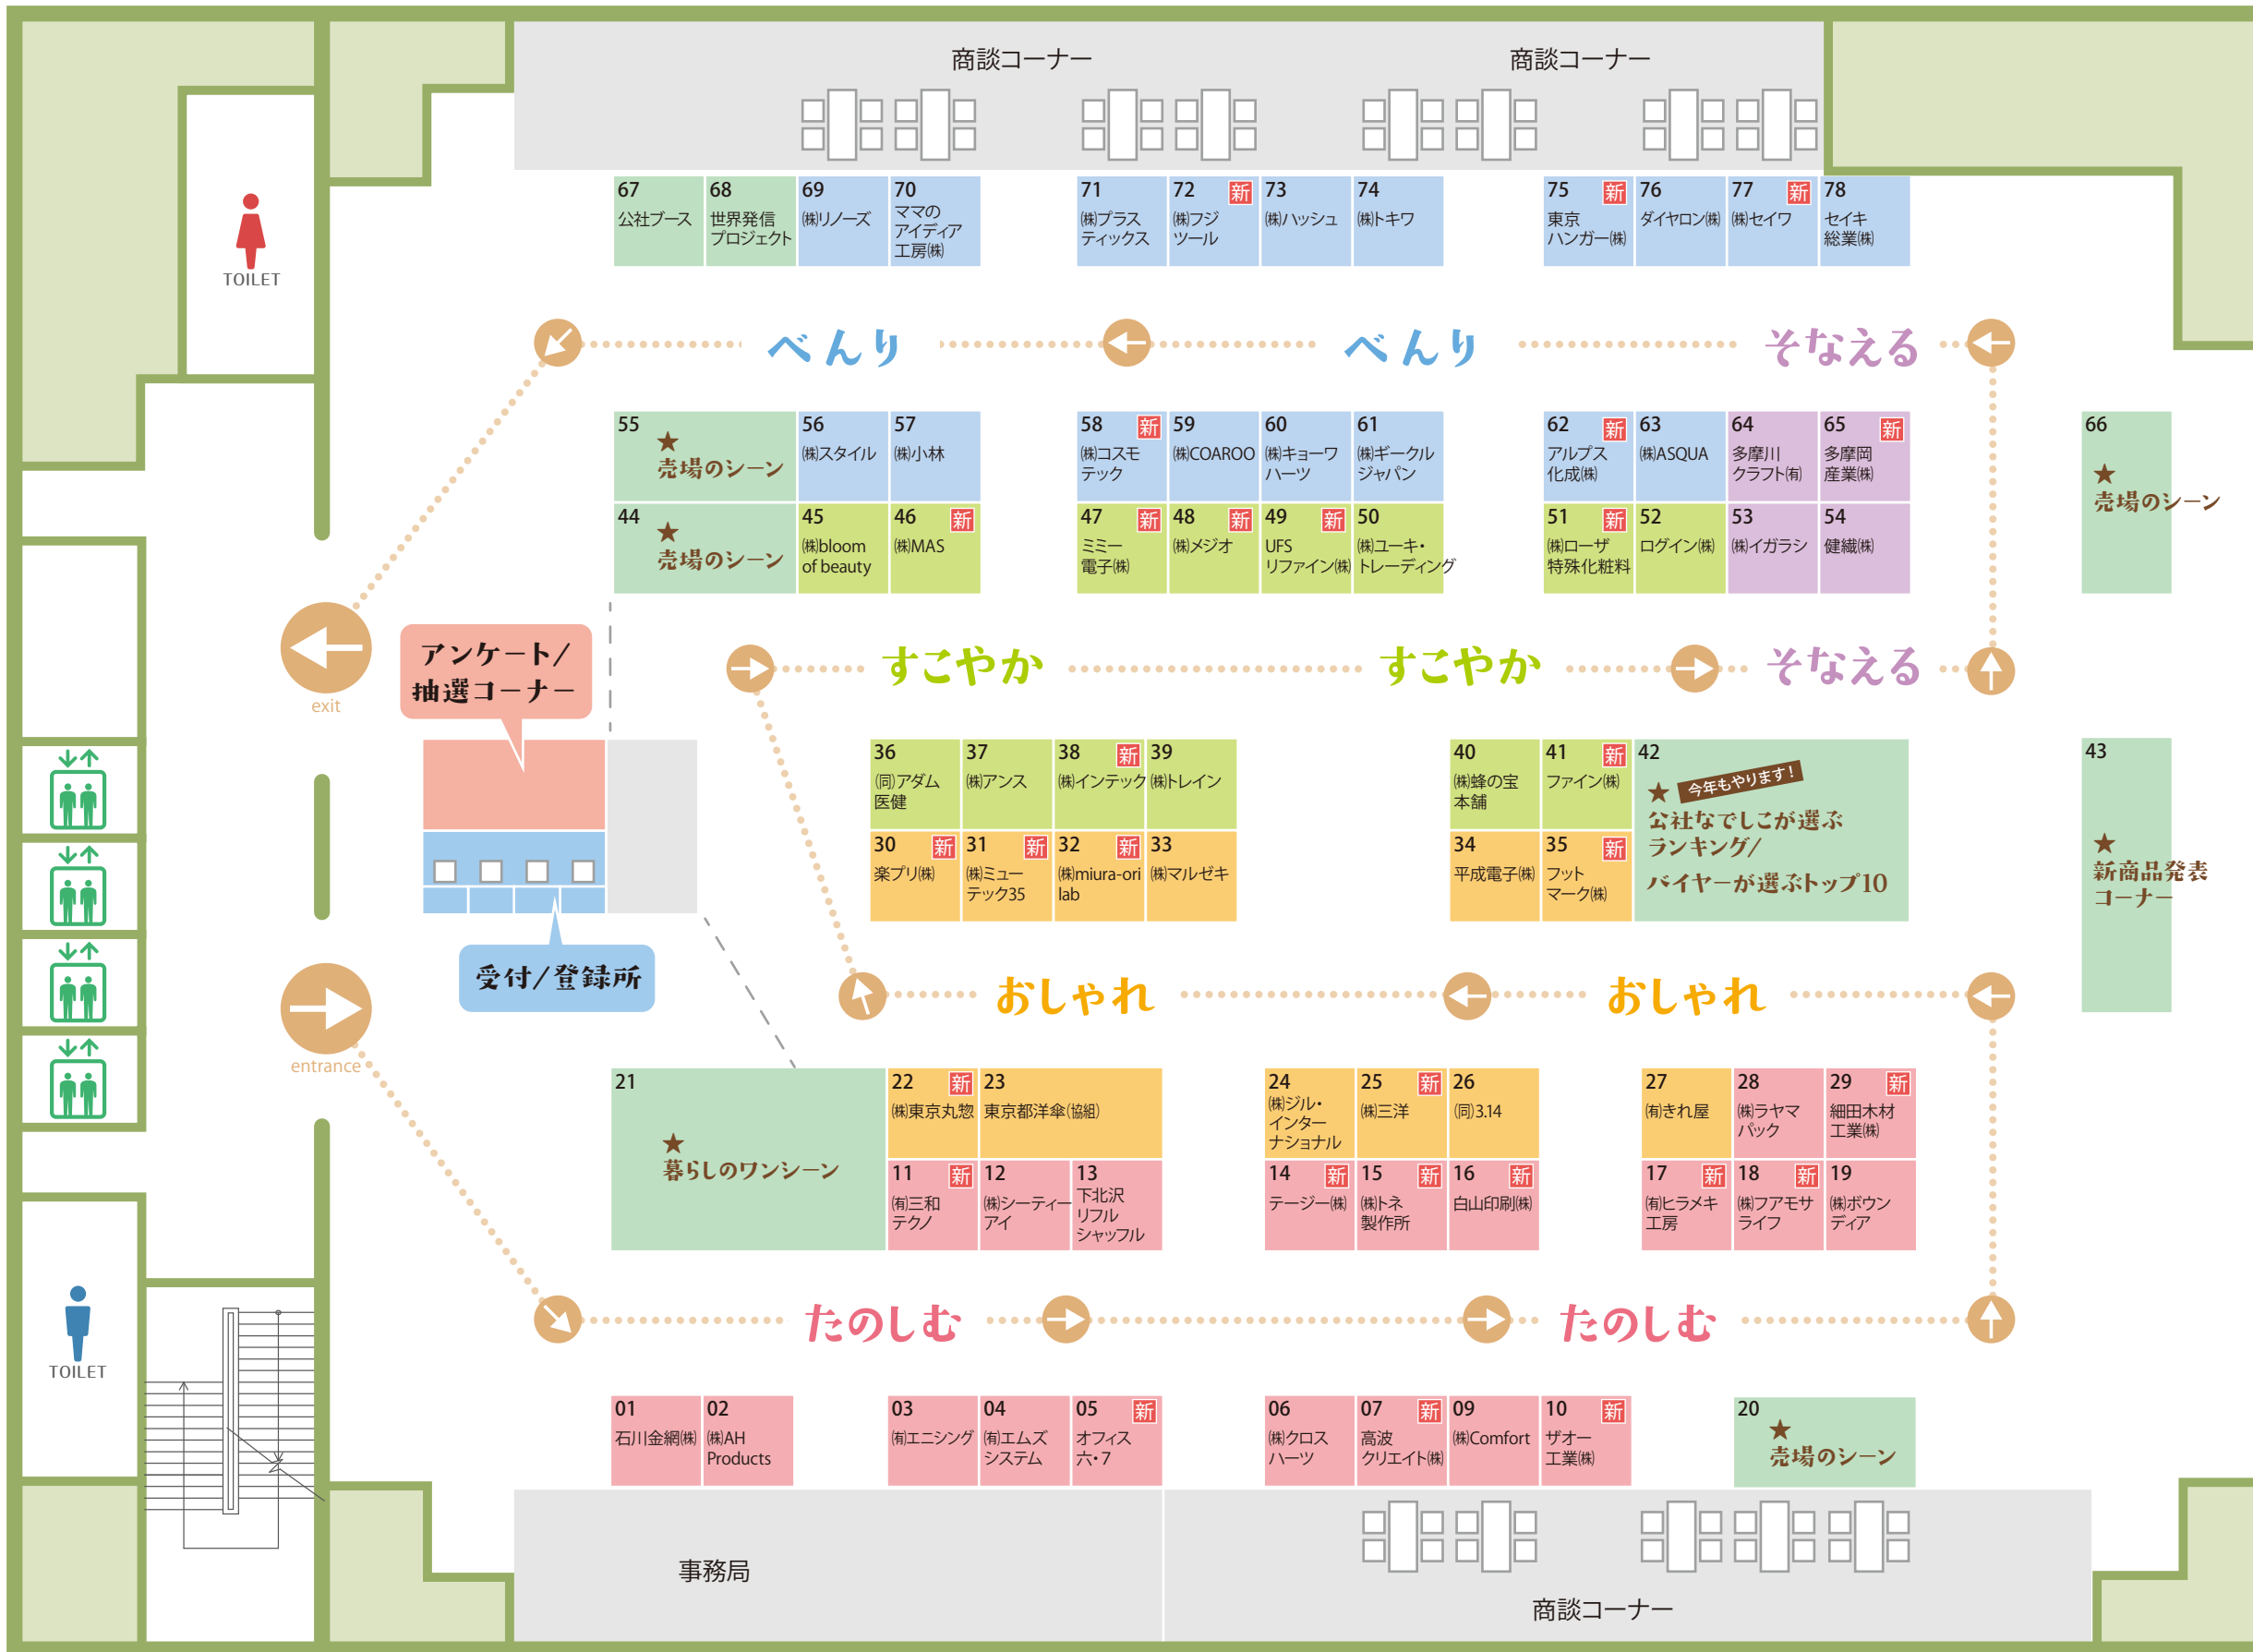 商談コーナー
商談コーナー
TOILET
67
公社ブース
68
世界発信
プロジェクト
69
㈱リノーズ
70
ママの
アイディア
工房㈱
71
㈱プラス
ティックス
72
新
㈱フジ
ツール
73
㈱ハッシュ
74
㈱トキワ
75
新
東京
ハンガー㈱
76
ダイヤロン㈱
77
新
㈱セイワ
78
セイキ
総業㈱
べんり
べんり
そなえる
55
★
売場のシーン
56
㈱スタイル
57
㈱小林
58
新
㈱コスモ
テック
59
㈱COAROO
60
㈱キョーワ
ハーツ
61
㈱ギークル
ジャパン
62
新
アルプス
化成㈱
63
㈱ASQUA
64
多摩川
クラフト㈲
65
新
多摩岡
産業㈱
66
★
売場のシーン
44
★
売場のシーン
45
㈱bloom
of beauty
46
新
㈱MAS
47
新
ミミー
電子㈱
48
新
㈱メジオ
49
新
UFS
リファイン㈱
50
㈱ユーキ・
トレーディング
51
新
㈱ローザ
特殊化粧料
52
ログイン㈱
53
㈱イガラシ
54
健繊㈱
exit
アンケート/
抽選コーナー
すこやか
すこやか
そなえる
36
㈿アダム
医健
37
㈱アンス
38
新
㈱インテック
39
㈱トレイン
40
㈱蜂の宝
本舗
41
新
ファイン㈱
42
★
今年もやります！
公社なでしこが選ぶ
ランキング/
バイヤーが選ぶトップ10
43
★
新商品発表
コーナー
30
新
楽プリ㈱
31
新
㈱ミュー
テック35
32
新
㈱miura-ori
lab
33
㈱マルゼキ
34
平成電子㈱
35
新
フット
マーク㈱
受付/登録所
entrance
おしゃれ
おしゃれ
21
★
暮らしのワンシーン
22
新
㈱東京丸惣
23
東京都洋傘(協組)
24
㈱ジル・
インター
ナショナル
25
新
㈱三洋
26
(同)3.14
27
㈲きれ屋
28
㈱ラヤマ
パック
29
新
細田木材
工業㈱
11
新
㈲三和
テクノ
12
㈱シーティー
アイ
13
下北沢
リフル
シャッフル
14
新
テージー㈱
15
新
㈱トネ
製作所
16
新
白山印刷㈱
17
新
㈲ヒラメキ
工房
18
新
㈱フアモサ
ライフ
19
㈱ボウン
ディア
TOILET
たのしむ
たのしむ
01
石川金網㈱
02
㈱AH
Products
03
㈲エニシング
04
㈲エムズ
システム
05
新
オフィス
六・7
06
㈱クロス
ハーツ
07
新
高波
クリエイト㈱
09
㈱Comfort
10
新
ザオー
工業㈱
20
★
売場のシーン
事務局
商談コーナー